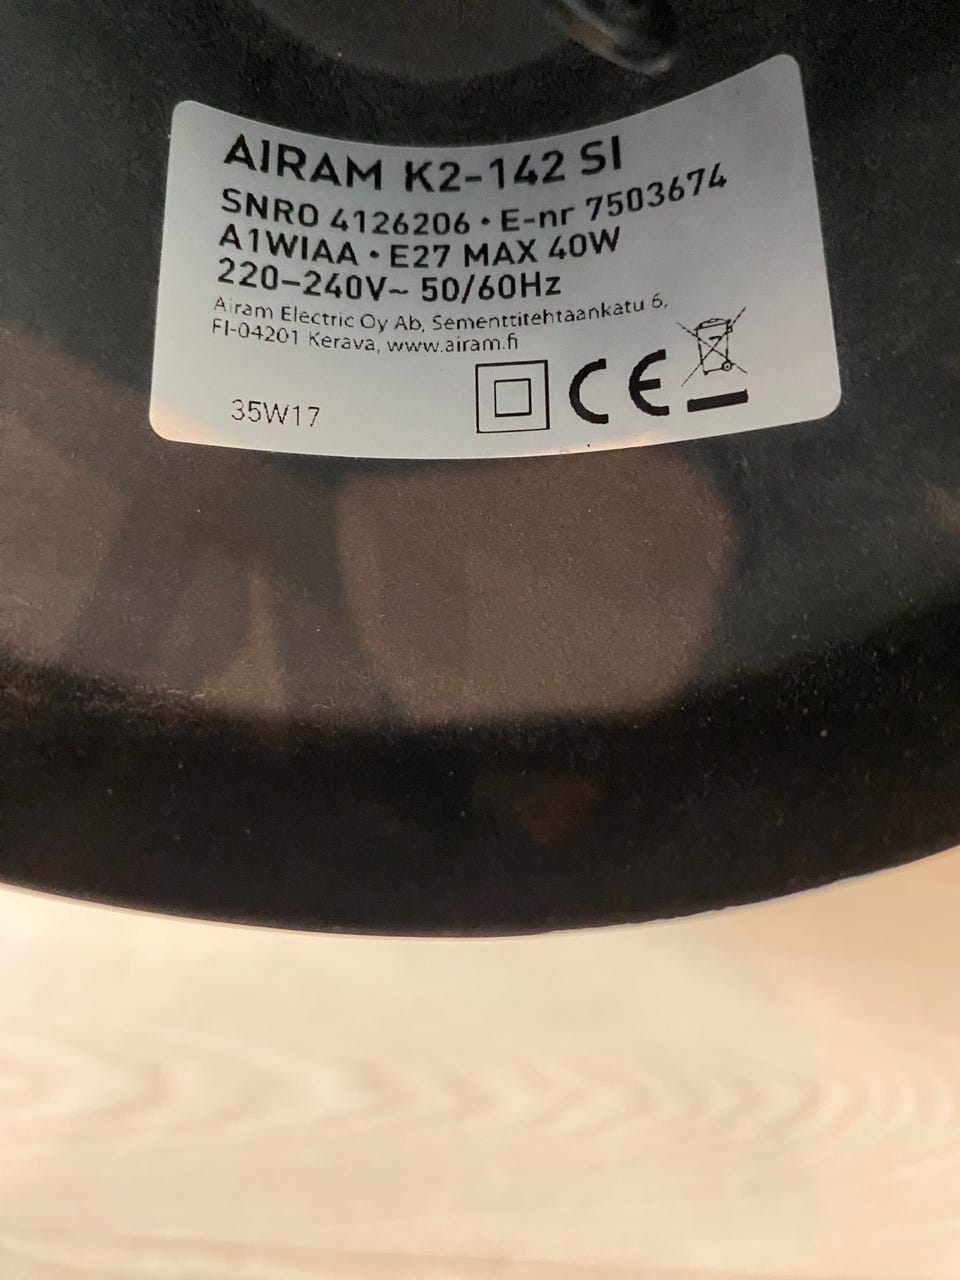 AIRAM K2-142 SI
SNRO 4126206 • E-nr 7503674
A1WIAA • E27 MAX 40W
220–240V~ 50/60Hz
Airam Electric Oy Ab, Sementtitehtaankatu 6,
FI-04201 Kerava, www.airam.fi
35W17 CE